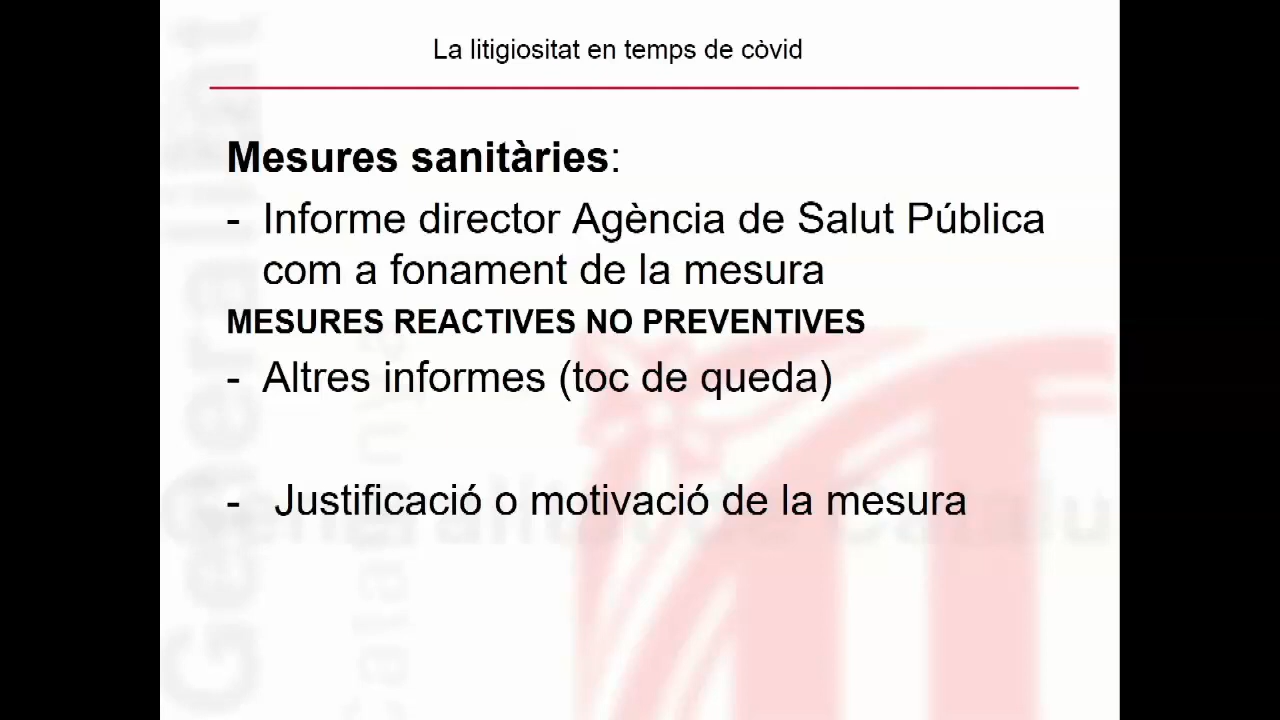 La litigiositat en temps de còvid
Mesures sanitàries:
- Informe director Agència de Salut Pública
com a fonament de la mesura
MESURES REACTIVES NO PREVENTIVES
- Altres informes (toc de queda)
- Justificació o motivació de la mesura